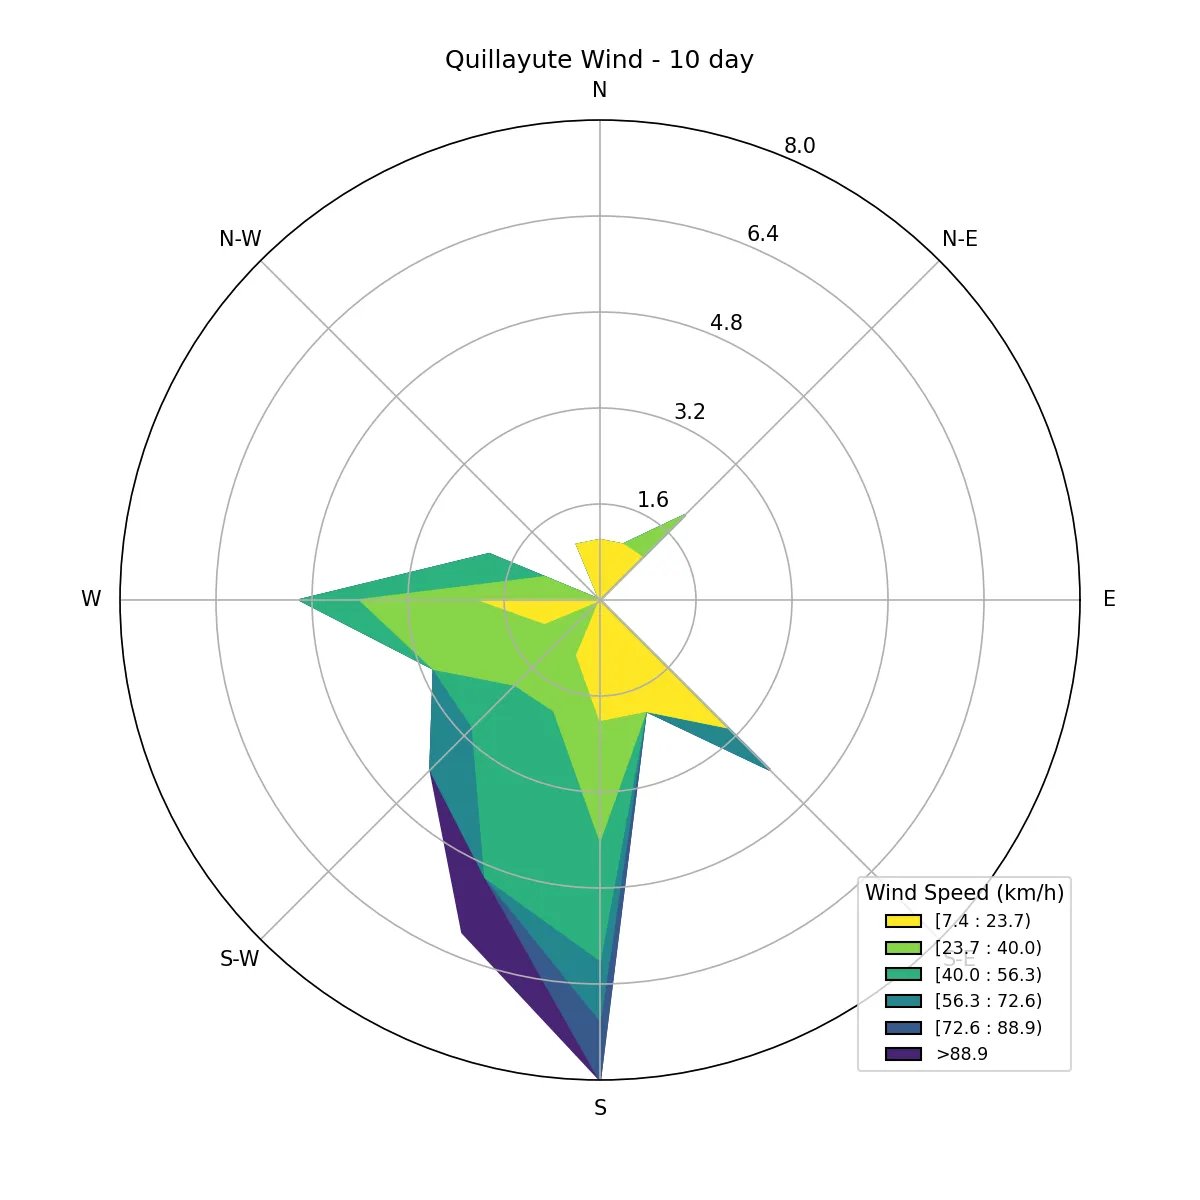 Quillayute Wind - 10 day
N
8.0
6.4
N-W
N-E
4.8
3.2
1.6
W
E
Wind Speed (km/h)
[7.4 : 23.7)
[23.7 : 40.0)
S-W
S-E
[40.0 : 56.3)
[56.3 : 72.6)
[72.6 : 88.9)
>88.9
S